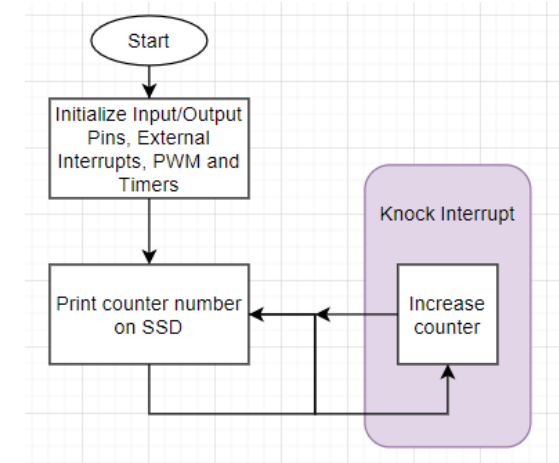 Start
Initialize Input/Output
Pins, External
Interrupts, PWM and
Timers
Knock Interrupt
Print counter number
on SSD
Increase
counter